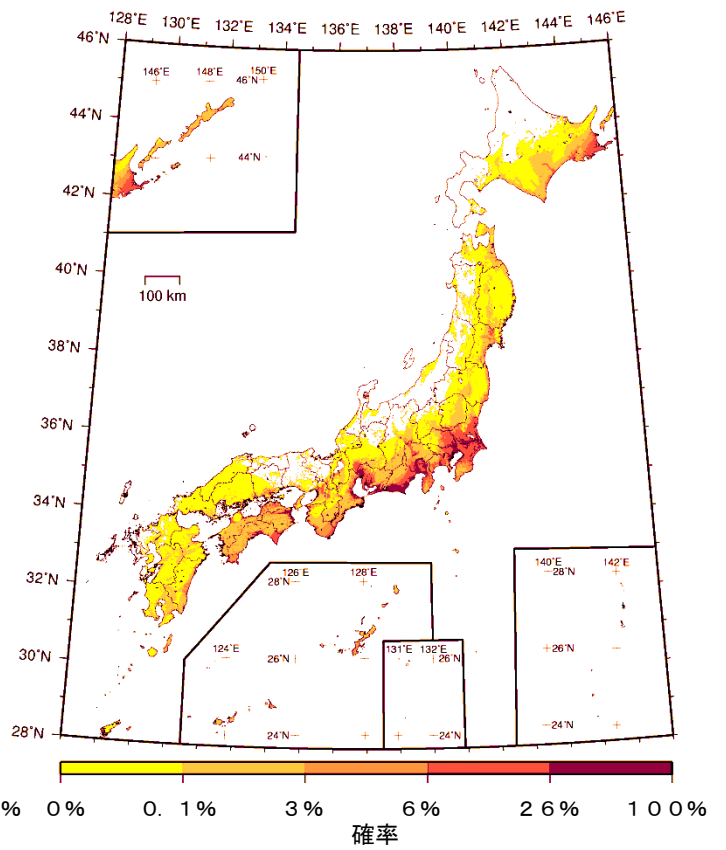 128°E 130°E 132°E 134°E 136°E 138°E 140°E 142°E 144°E 146°E
46°N
146°E 148°E 150°E
46°N
44°N
44°N
42°N
40°N
100 km
38°N
36°N
34°N
32°N
126°E 128°E
28°N
140°E 142°E
28°N
30°N
124°E
26°N
131°E 132°E
26°N
26°N
28°N
24°N
24°N
24°N
% 0% 0.1% 3% 6% 26% 100%
確率